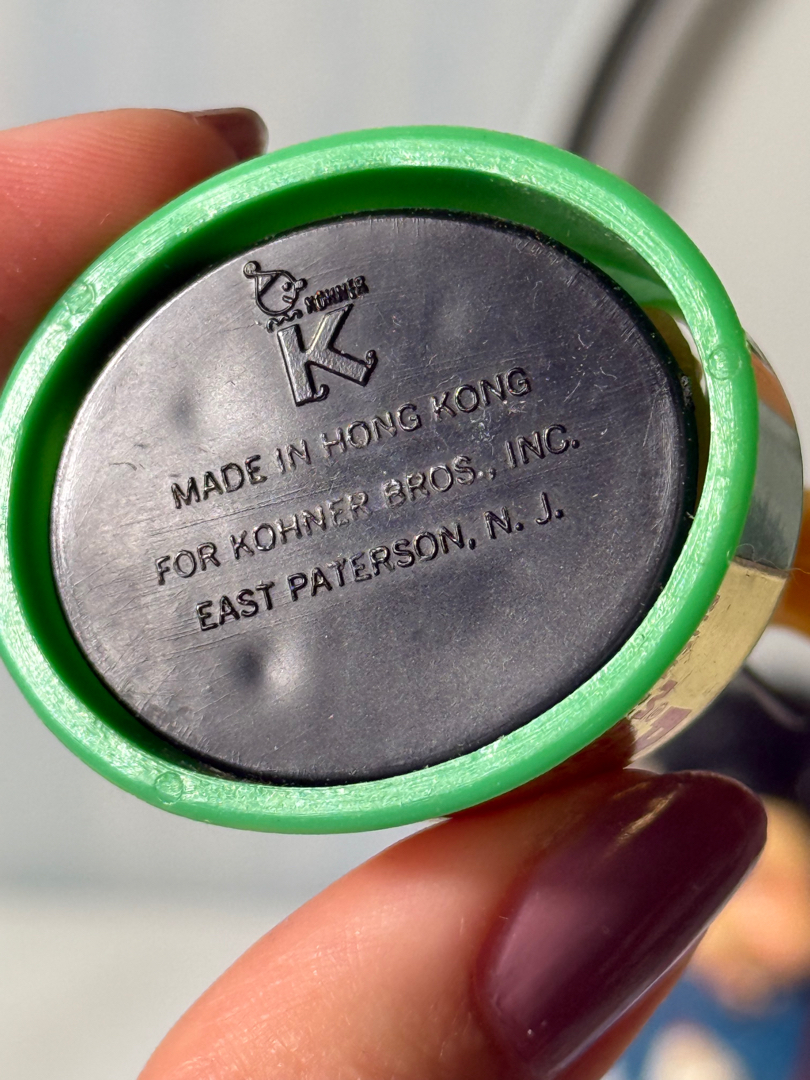 KOHNER
K
MADE IN HONG KONG
FOR KOHNER BROS., INC.
EAST PATERSON, N. J.